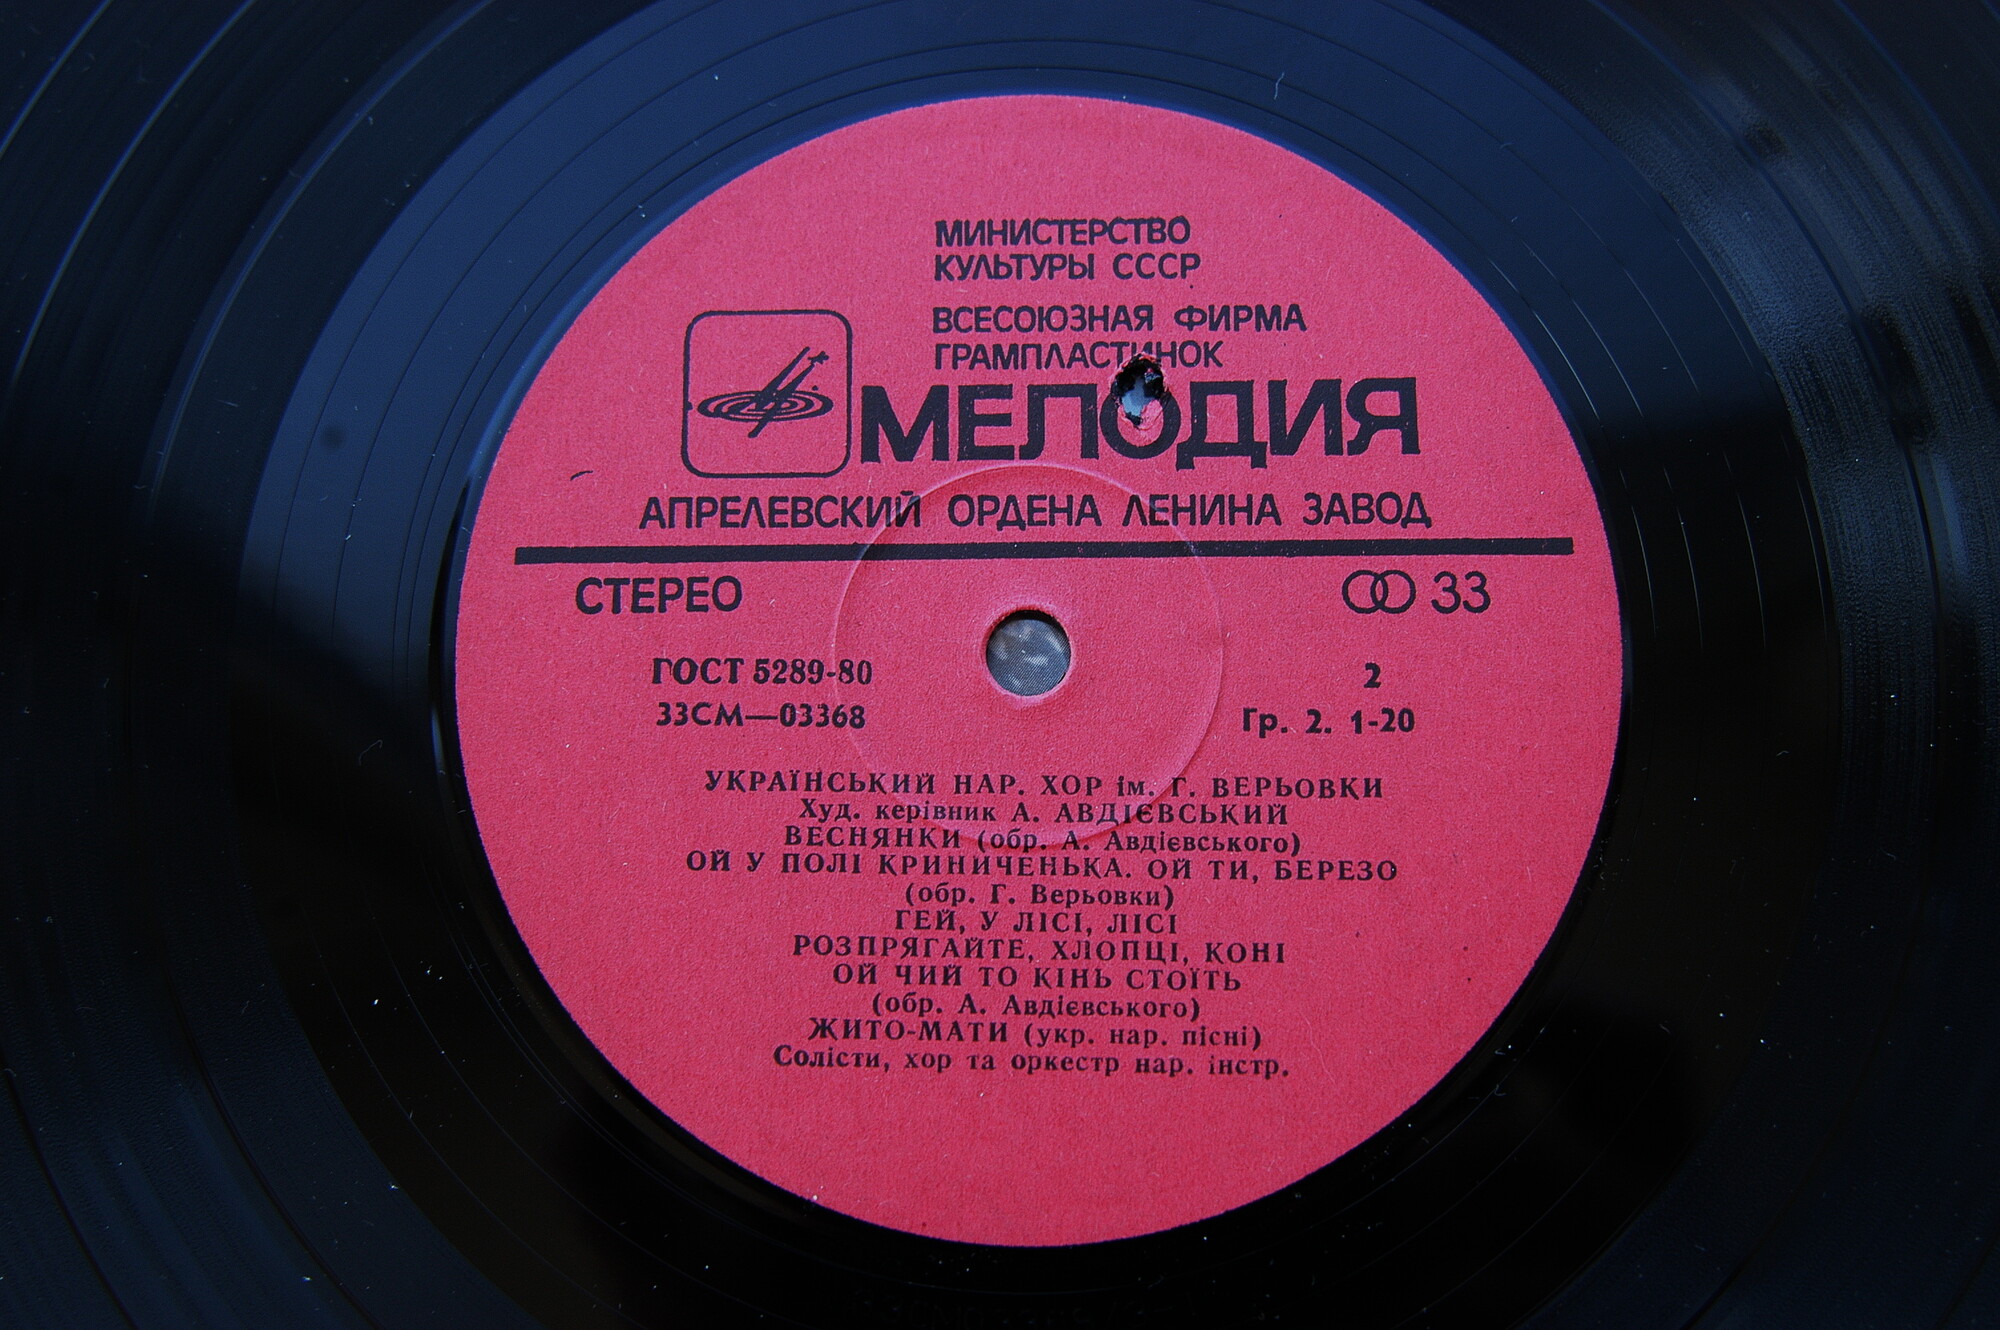 МИНИСТЕРСТВО
КУЛЬТУРЫ СССР
ВСЕСОЮЗНАЯ ФИРМА
ГРАМПЛАСТИНОК
МЕЛОДИЯ
АПРЕЛЕВСКИЙ ОРДЕНА ЛЕНИНА ЗАВОД
СТЕРЕО 33
ГОСТ 5289-80 2
33СМ—03368 Гр. 2. 1-20
УКРАЇНСЬКИЙ НАР. ХОР ім. Г. ВЕРЬОВКИ
Худ. керівник А. АВДІЄВСЬКИЙ
ВЕСНЯНКИ (обр. А. Авдієвського)
ОЙ У ПОЛІ КРИНИЧЕНЬКА. ОЙ ТИ, БЕРЕЗО
(обр. Г. Верьовки)
ГЕЙ, У ЛІСІ, ЛІСІ
РОЗПРЯГАЙТЕ, ХЛОПЦІ, КОНІ
ОЙ ЧИЙ ТО КІНЬ СТОЇТЬ
(обр. А. Авдієвського)
ЖИТО-МАТИ (укр. нар. пісні)
Солісти, хор та оркестр нар. інстр.